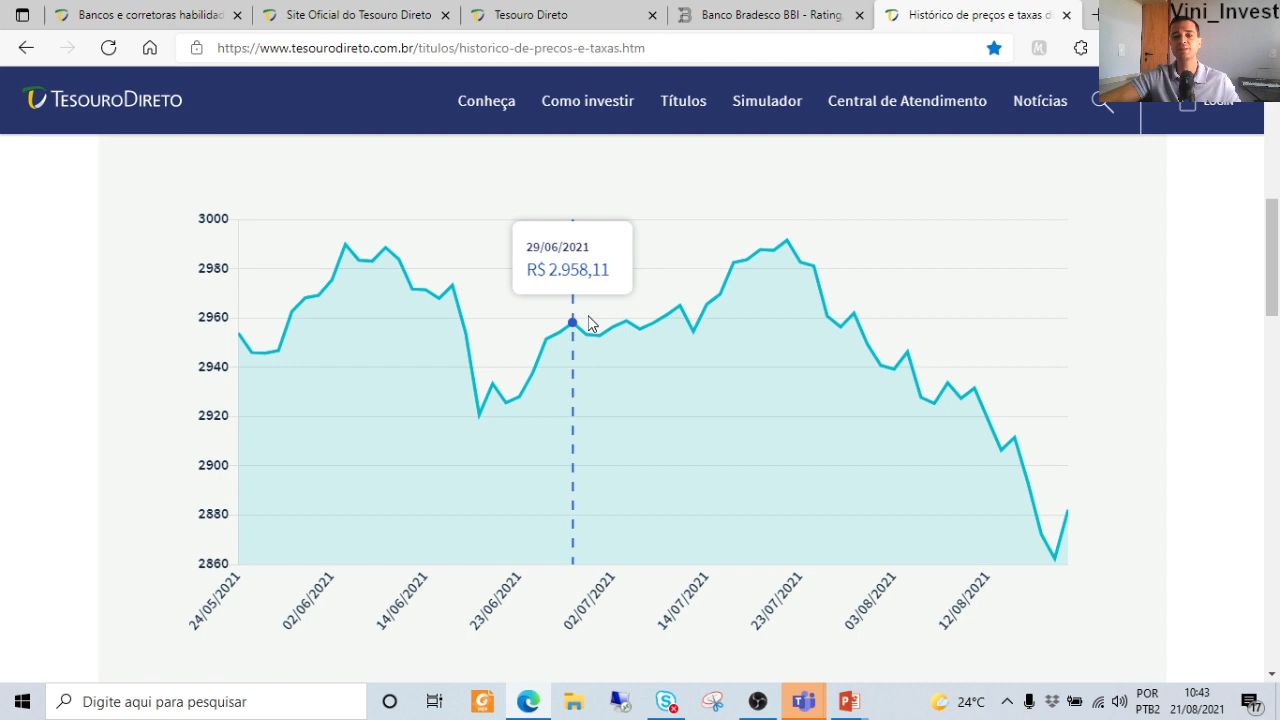 Bancos e corretoras habilitadas
Site Oficial do Tesouro Direto
Tesouro Direto
Banco Bradesco BBI - Rating,
Histórico de preços e taxas d
Vini_Invest
https://www.tesourodireto.com.br/titulos/historico-de-precos-e-taxas.htm
TESOURODIRETO
Conheça
Como investir
Títulos
Simulador
Central de Atendimento
Notícias
LOGIN
3000
2980
2960
2940
2920
2900
2880
2860
29/06/2021
R$ 2.958,11
24/05/2021
02/06/2021
14/06/2021
23/06/2021
02/07/2021
14/07/2021
23/07/2021
03/08/2021
12/08/2021
Digite aqui para pesquisar
24°C
POR
PTB2
10:43
21/08/2021
17